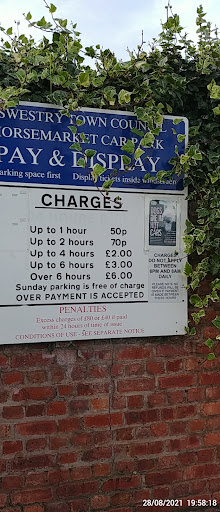 SWESTRY TOWN COUNCIL
HORSEMARKET CAR PARK
PAY & DISPLAY
arking space first Display tickets inside windscreen
CHARGES
Up to 1 hour 50p
Up to 2 hours 70p
Up to 4 hours £2.00
Up to 6 hours £3.00
Over 6 hours £6.00
Sunday parking is free of charge
OVER PAYMENT IS ACCEPTED
CHARGES
DO NOT APPLY
BETWEEN
6PM AND 8AM
DAILY
PENALTIES
Excess charges of £80 or £40 if paid
within 24 hours of time of issue
CONDITIONS OF USE - SEE SEPARATE NOTICE
28/08/2021 19:58:18